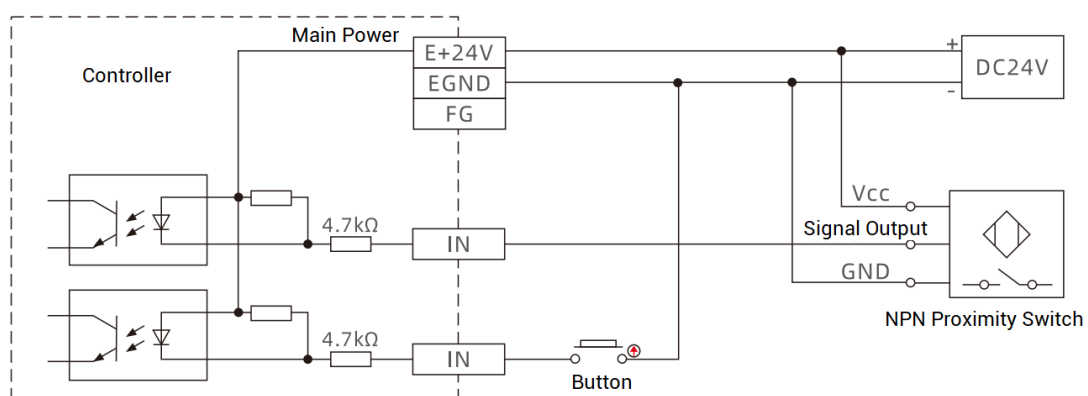 Main Power
E+24V
+
DC24V
Controller
EGND
-
FG
Vcc
4.7kΩ
IN
Signal Output
GND
NPN Proximity Switch
4.7kΩ
IN
Button